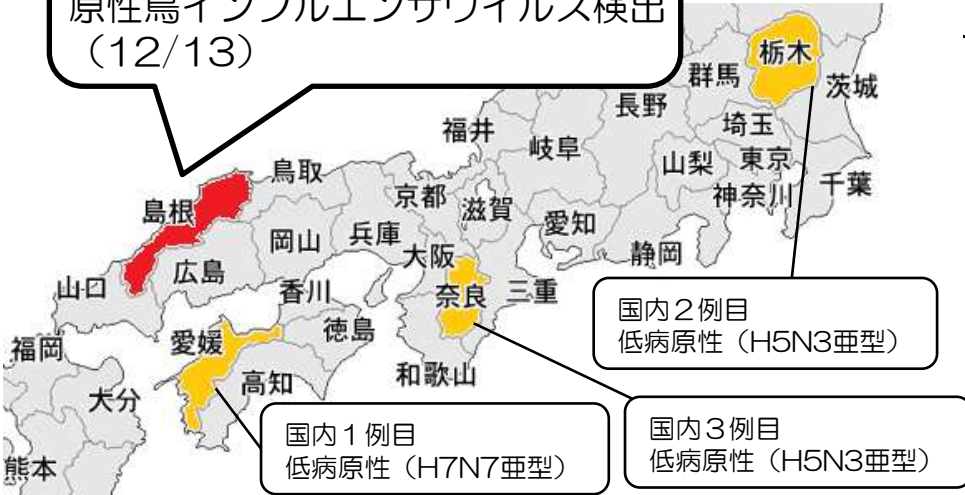 原性鳥インフルエンザウイルス検出
（12/13）
栃木
群馬
茨城
長野
埼玉
福井
岐阜
山梨
東京
千葉
神奈川
鳥取
京都
滋賀
島根
愛知
兵庫
岡山
静岡
大阪
広島
山口
香川
奈良
三重
国内２例目
低病原性（H5N3亜型）
徳島
愛媛
福岡
和歌山
高知
大分
国内１例目
低病原性（H7N7亜型）
国内３例目
低病原性（H5N3亜型）
熊本